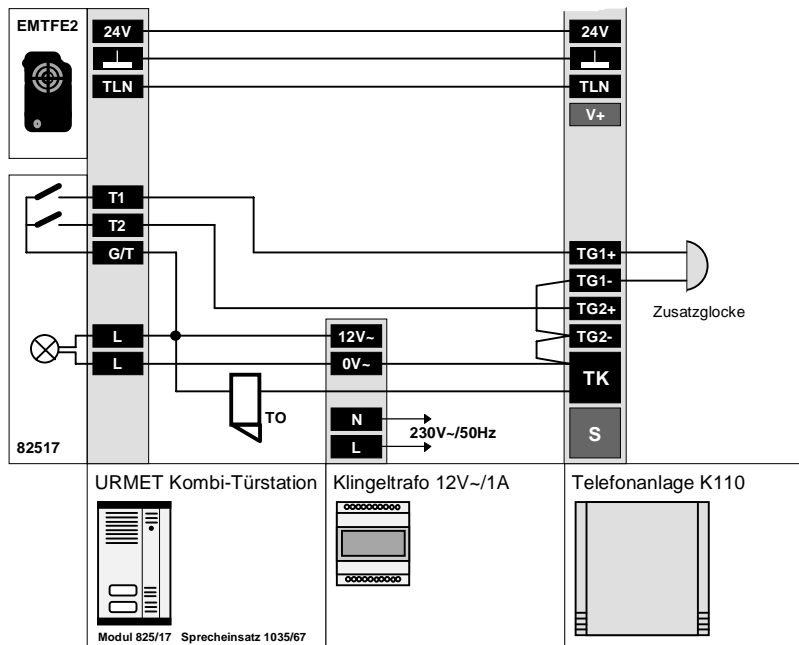 EMTFE2
24V
24V
TLN
TLN
V+
T1
T2
G/T
TG1+
TG1-
TG2+
TG2-
Zusatzglocke
L
12V~
L
0V~
TK
TO
N
230V~/50Hz
L
S
82517
URMET Kombi-Türstation
Klingeltrafo 12V~/1A
Telefonanlage K110
Modul 825/17 Sprecheinsatz 1035/67